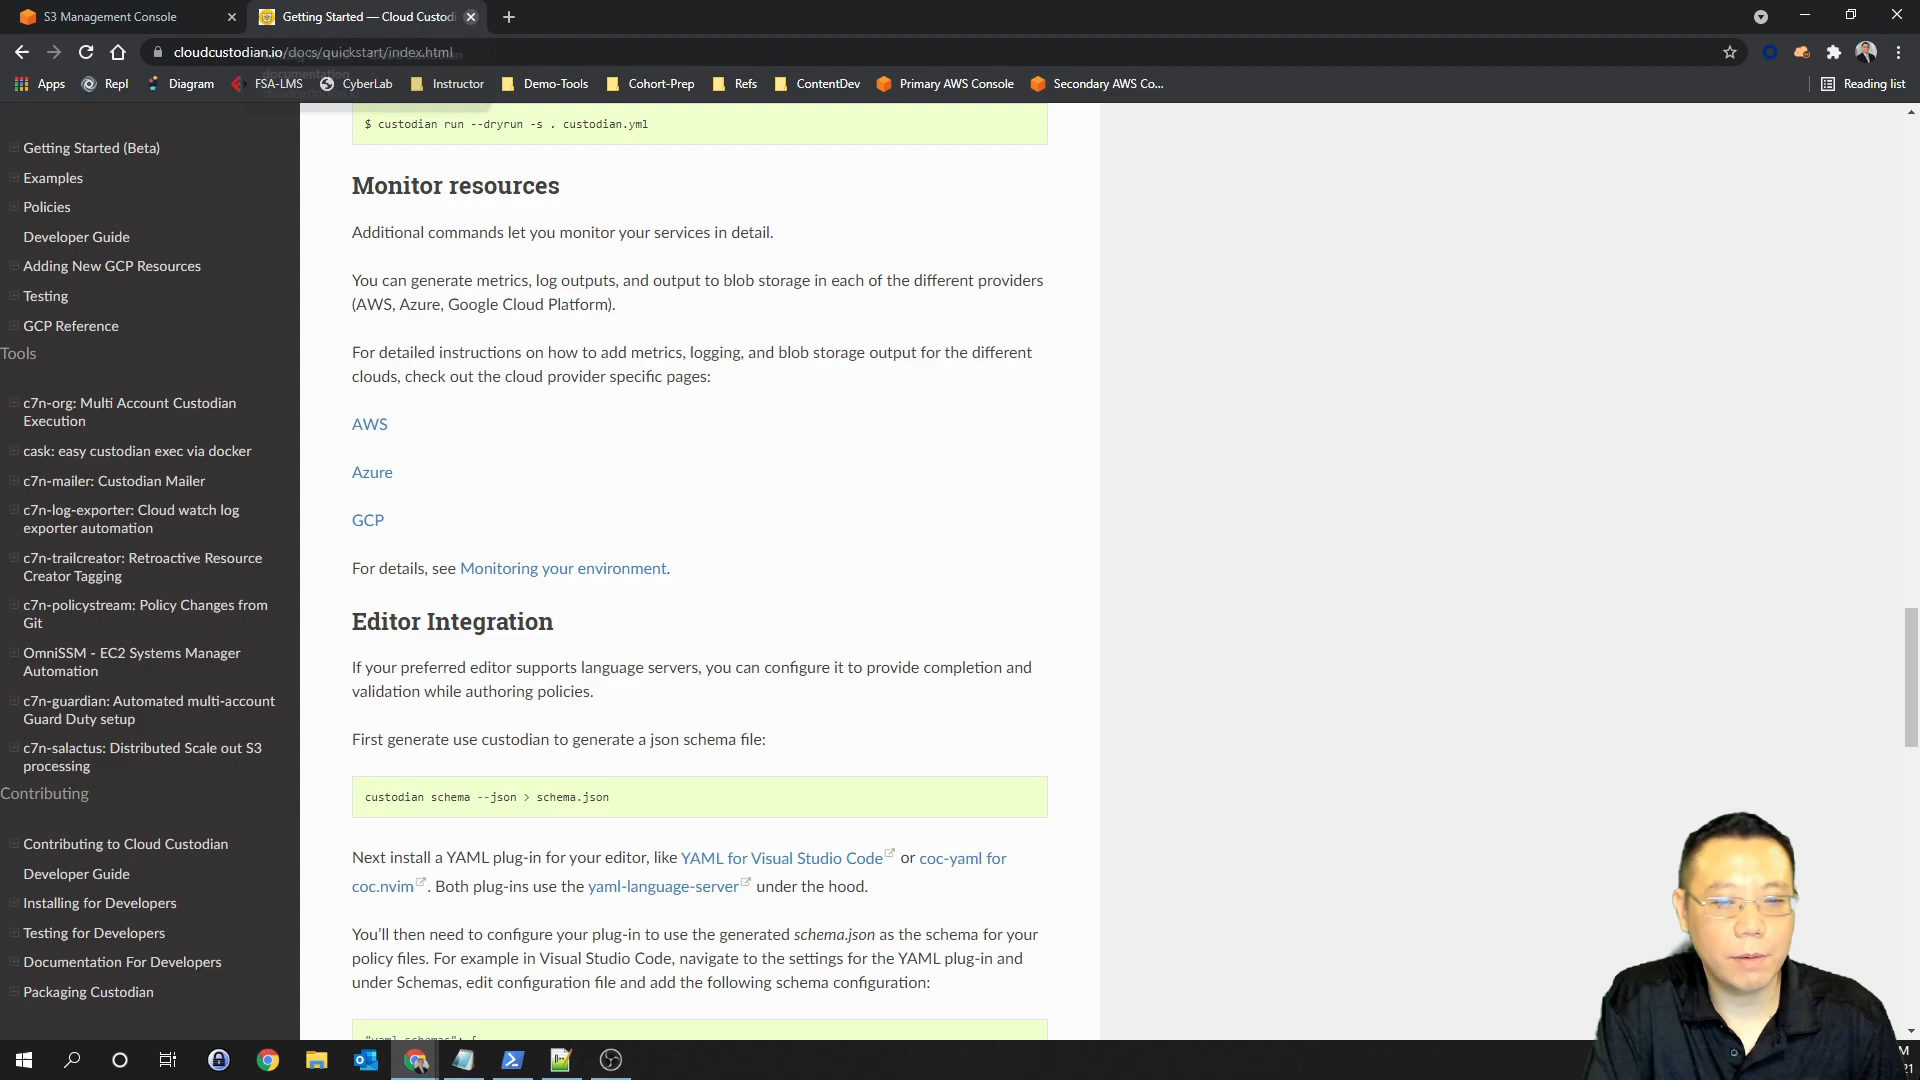 S3 Management Console
Getting Started — Cloud Custodi
cloudcustodian.io/docs/quickstart/index.html
Apps
Repl
Diagram
FSA-LMS
CyberLab
Instructor
Demo-Tools
Cohort-Prep
Refs
ContentDev
Primary AWS Console
Secondary AWS Co...
Reading list
Getting Started (Beta)
Examples
Policies
Developer Guide
Adding New GCP Resources
Testing
GCP Reference
Tools
c7n-org: Multi Account Custodian
Execution
cask: easy custodian exec via docker
c7n-mailer: Custodian Mailer
c7n-log-exporter: Cloud watch log
exporter automation
c7n-trailcreator: Retroactive Resource
Creator Tagging
c7n-policystream: Policy Changes from
Git
OmniSSM - EC2 Systems Manager
Automation
c7n-guardian: Automated multi-account
Guard Duty setup
c7n-salactus: Distributed Scale out S3
processing
Contributing
Contributing to Cloud Custodian
Developer Guide
Installing for Developers
Testing for Developers
Documentation For Developers
Packaging Custodian
$ custodian run --dryrun -s . custodian.yml
Monitor resources
Additional commands let you monitor your services in detail.
You can generate metrics, log outputs, and output to blob storage in each of the different providers
(AWS, Azure, Google Cloud Platform).
For detailed instructions on how to add metrics, logging, and blob storage output for the different
clouds, check out the cloud provider specific pages:
AWS
Azure
GCP
For details, see Monitoring your environment.
Editor Integration
If your preferred editor supports language servers, you can configure it to provide completion and
validation while authoring policies.
First generate use custodian to generate a json schema file:
custodian schema --json > schema.json
Next install a YAML plug-in for your editor, like YAML for Visual Studio Code or coc-yaml for
coc.nvim. Both plug-ins use the yaml-language-server under the hood.
You'll then need to configure your plug-in to use the generated schema.json as the schema for your
policy files. For example in Visual Studio Code, navigate to the settings for the YAML plug-in and
under Schemas, edit configuration file and add the following schema configuration: